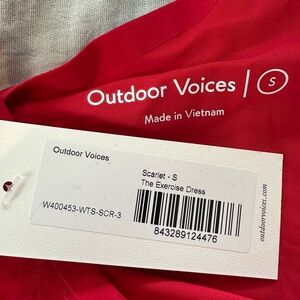 Outdoor Voices | S
Made in Vietnam
Outdoor Voices
Scarlet - S
The Exercise Dress
W400453-WTS-SCR-3
843289124476
outdoorvoices.com